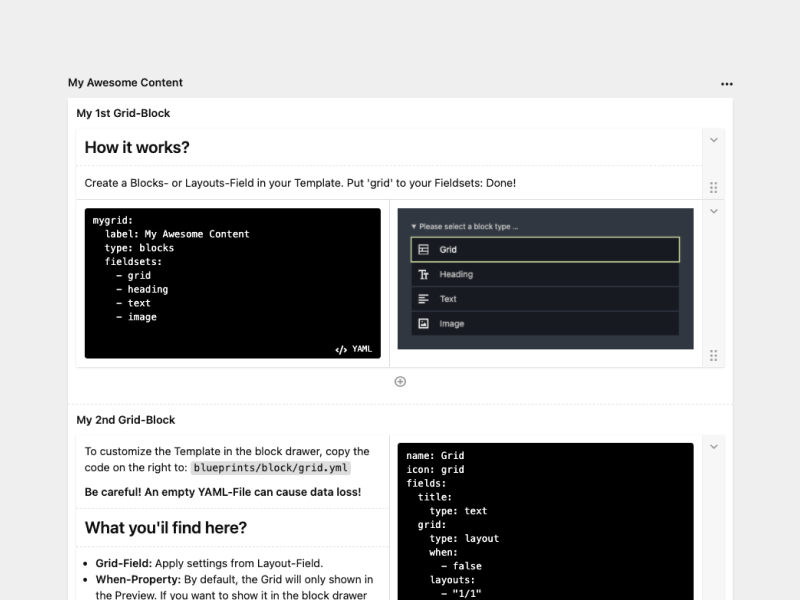 My Awesome Content
My 1st Grid-Block
How it works?
Create a Blocks- or Layouts-Field in your Template. Put 'grid' to your Fieldsets: Done!
mygrid:
label: My Awesome Content
type: blocks
fieldsets:
- grid
- heading
- text
- image
</> YAML
▼ Please select a block type ...
Grid
Heading
Text
Image
My 2nd Grid-Block
To customize the Template in the block drawer, copy the
code on the right to: blueprints/block/grid.yml
Be careful! An empty YAML-File can cause data loss!
What you'il find here?
• Grid-Field: Apply settings from Layout-Field.
• When-Property: By default, the Grid will only shown in
the Preview. If you want to show it in the block drawer
name: Grid
icon: grid
fields:
title:
type: text
grid:
type: layout
when:
- false
layouts:
- "1/1"